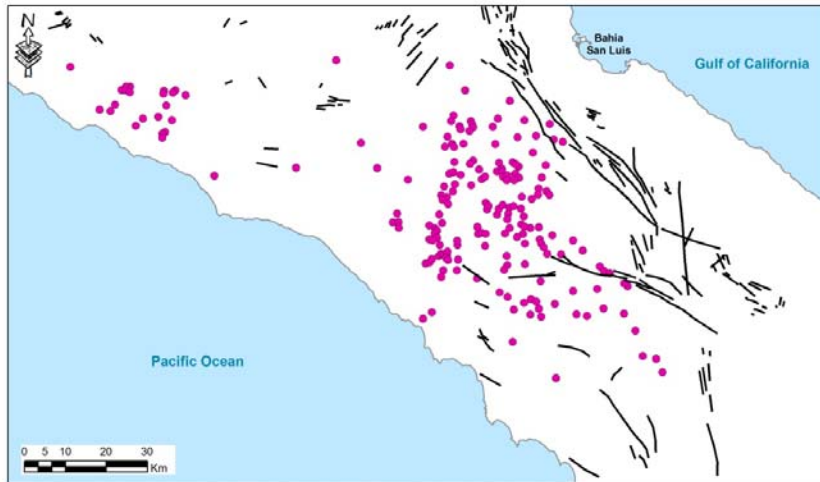 N
Bahia
San Luis
Gulf of California
Pacific Ocean
0 5 10 20 30
Km